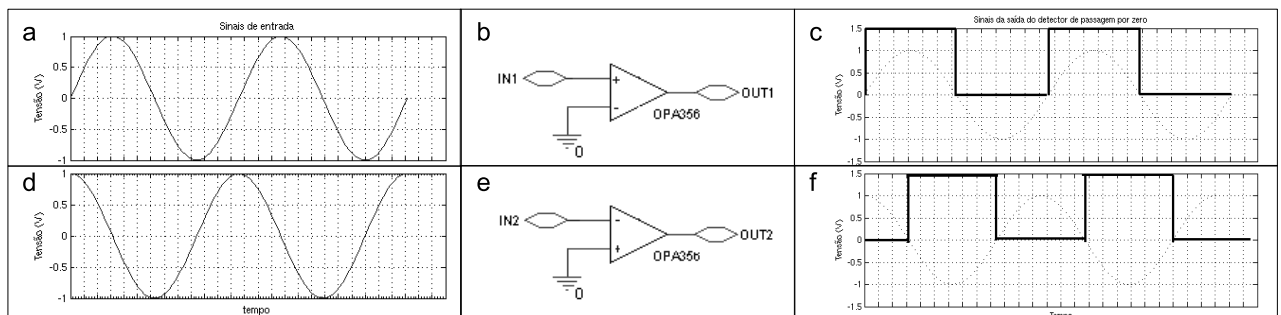 a
Sinais de entrada
1
0.5
0
-0.5
-1
Tensão (V)
b
IN1
+
-
OUT1
OPA356
0
c
Sinais da saída do detector de passagem por zero
1.5
1
0.5
0
-0.5
-1
-1.5
Tensão (V)
d
1
0.5
0
-0.5
-1
Tensão (V)
tempo
e
IN2
-
+
OUT2
OPA356
0
f
1.5
1
0.5
0
-0.5
-1
-1.5
Tensão (V)